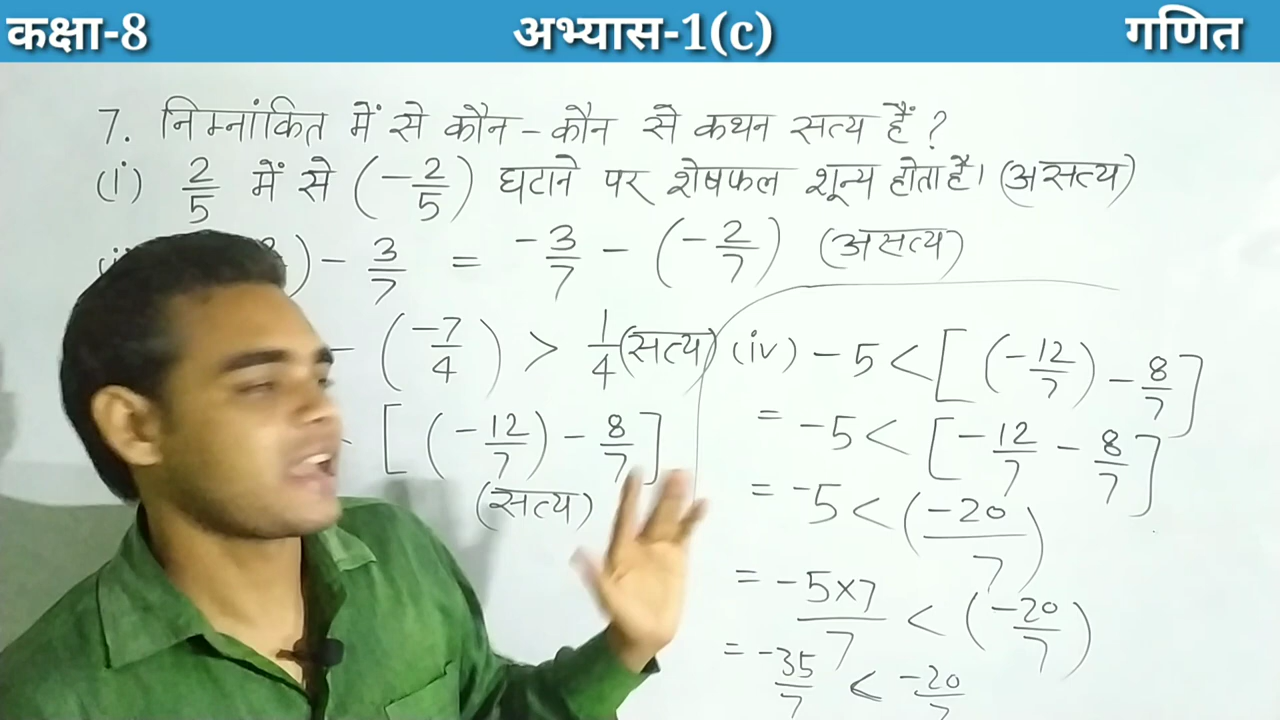 कक्षा-8 अभ्यास-1(c) गणित
7. निम्नांकित में से कौन-कौन से कथन सत्य हैं?
(i) 2/5 में से (-2/5) घटाने पर शेषफल शून्य होता है। (असत्य)
) - 3/7 = -3/7 - (-2/7) (असत्य)
- (-7/4) > 1/4 (सत्य)
[(-12/7) - 8/7]
(सत्य)
(iv) -5 < [(-12/7) - 8/7]
= -5 < [-12/7 - 8/7]
= -5 < (-20/7)
= -5×7/7 < (-20/7)
= -35/7 < -20/7